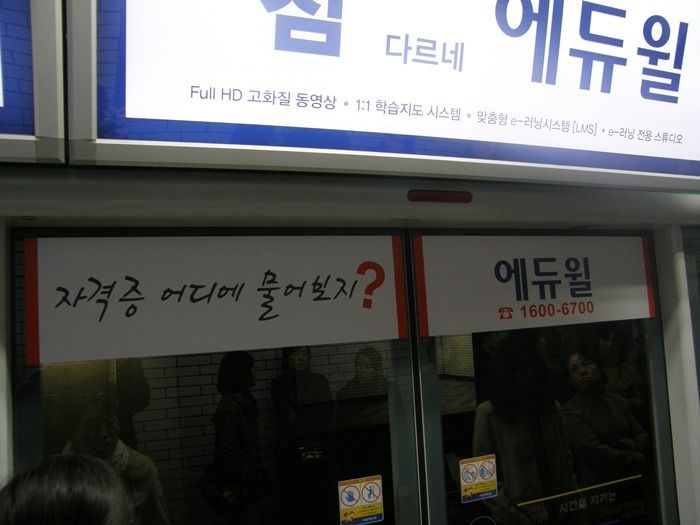 심 다르네 에듀윌
Full HD 고화질 동영상 • 1:1 학습지도 시스템 • 맞춤형 e-러닝시스템 [LMS] • e-러닝 전용 스튜디오
자격증 어디에 물어봐지?
에듀윌
☎ 1600-6700
시간을 지키는